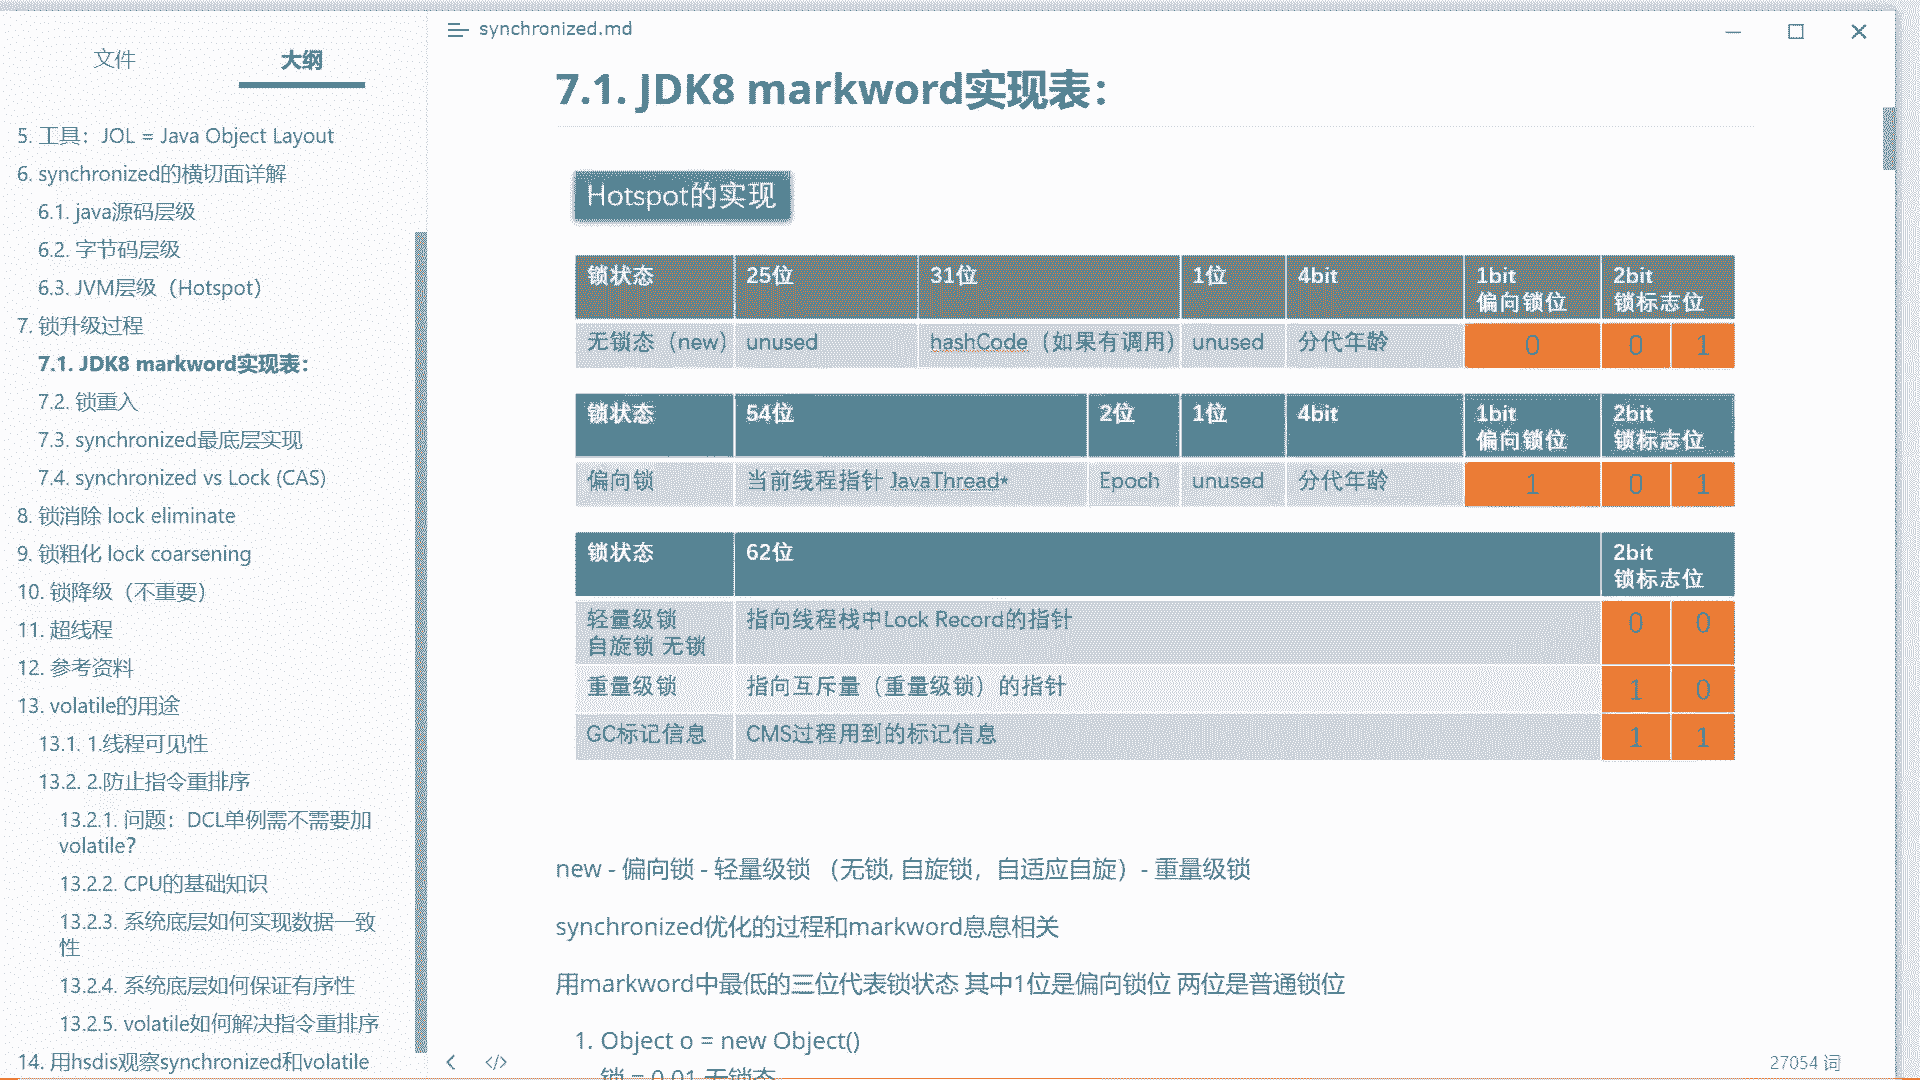 文件
大纲
5. 工具：JOL = Java Object Layout
6. synchronized的横切面详解
6.1. java源码层级
6.2. 字节码层级
6.3. JVM层级（Hotspot）
7. 锁升级过程
7.1. JDK8 markword实现表：
7.2. 锁重入
7.3. synchronized最底层实现
7.4. synchronized vs Lock (CAS)
8. 锁消除 lock eliminate
9. 锁粗化 lock coarsening
10. 锁降级（不重要）
11. 超线程
12. 参考资料
13. volatile的用途
13.1. 1.线程可见性
13.2. 2.防止指令重排序
13.2.1. 问题：DCL单例需不需要加
volatile？
13.2.2. CPU的基础知识
13.2.3. 系统底层如何实现数据一致
性
13.2.4. 系统底层如何保证有序性
13.2.5. volatile如何解决指令重排序
14. 用hsdis观察synchronized和volatile
synchronized.md
7.1. JDK8 markword实现表：
Hotspot的实现
锁状态 25位 31位 1位 4bit 1bit 2bit
偏向锁位 锁标志位
无锁态（new） unused hashCode（如果有调用） unused 分代年龄 0 0 1
锁状态 54位 2位 1位 4bit 1bit 2bit
偏向锁位 锁标志位
偏向锁 当前线程指针 JavaThread* Epoch unused 分代年龄 1 0 1
锁状态 62位 2bit
锁标志位
轻量级锁 指向线程栈中Lock Record的指针 0 0
自旋锁 无锁
重量级锁 指向互斥量（重量级锁）的指针 1 0
GC标记信息 CMS过程用到的标记信息 1 1
new - 偏向锁 - 轻量级锁 （无锁, 自旋锁，自适应自旋）- 重量级锁
synchronized优化的过程和markword息息相关
用markword中最低的三位代表锁状态 其中1位是偏向锁位 两位是普通锁位
1. Object o = new Object()
锁 = 0 01 无锁态
</> 27054 词